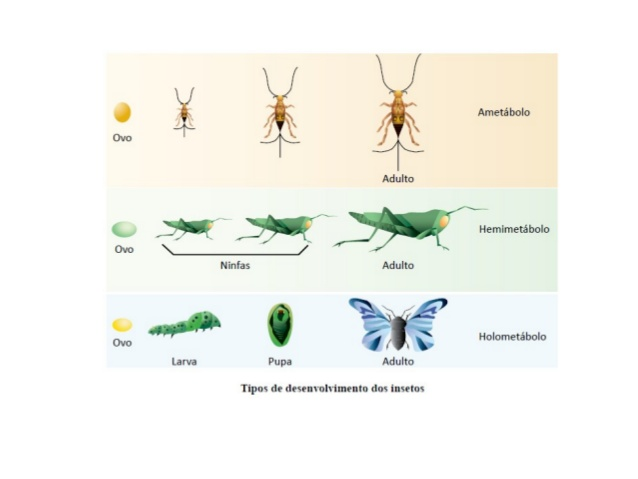 Ovo
Adulto
Ametábolo
Ovo
Ninfas
Adulto
Hemimetábolo
Ovo
Larva
Pupa
Adulto
Holometábolo
Tipos de desenvolvimento dos insetos